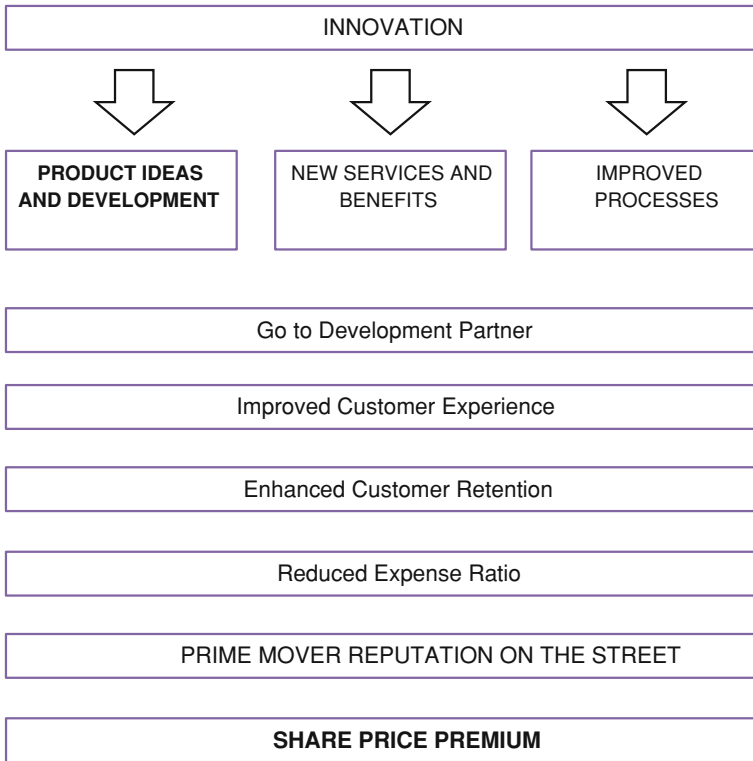 INNOVATION
PRODUCT IDEAS
AND DEVELOPMENT
NEW SERVICES AND
BENEFITS
IMPROVED
PROCESSES
Go to Development Partner
Improved Customer Experience
Enhanced Customer Retention
Reduced Expense Ratio
PRIME MOVER REPUTATION ON THE STREET
SHARE PRICE PREMIUM